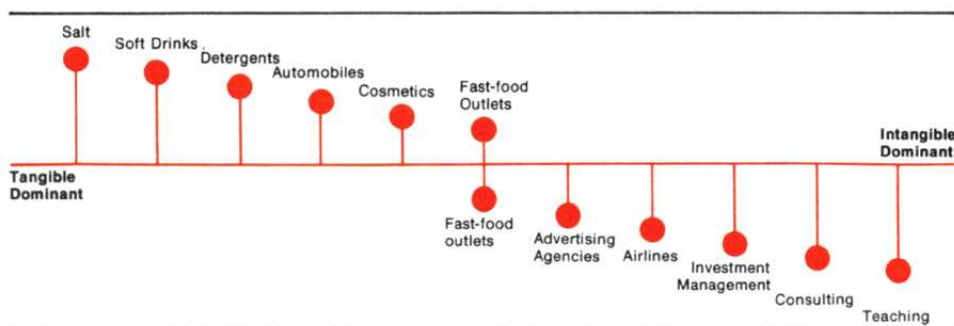 Salt
Soft Drinks
Detergents
Automobiles
Cosmetics
Fast-food
Outlets
Intangible
Dominant
Tangible
Dominant
Fast-food
outlets
Advertising
Agencies
Airlines
Investment
Management
Consulting
Teaching